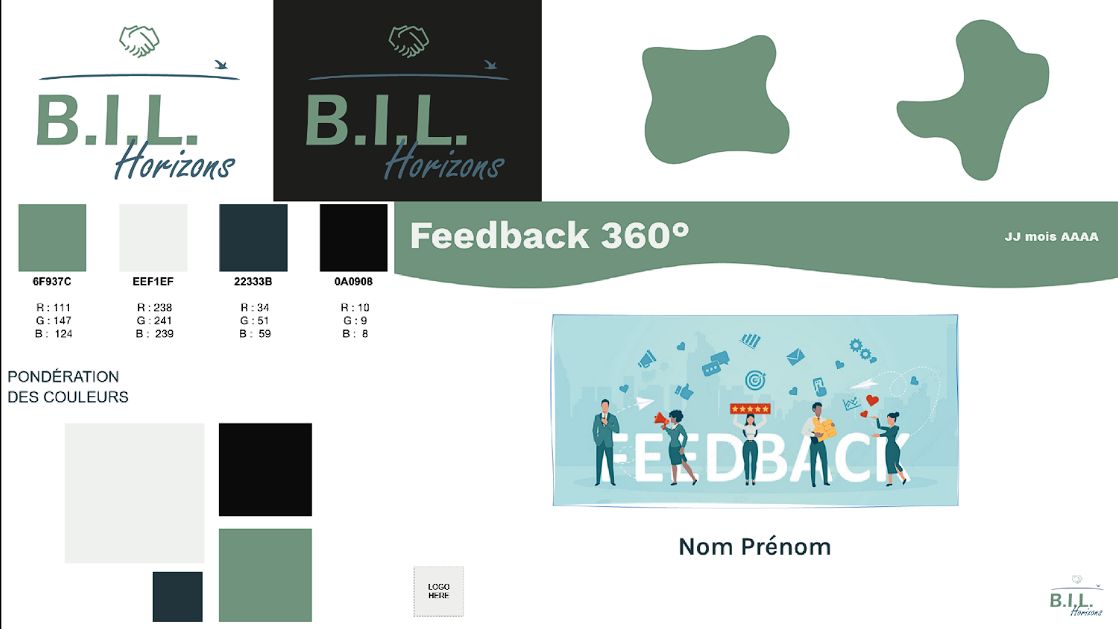 B.I.L.
Horizons
B.I.L.
Horizons
6F937C
R : 111
G : 147
B : 124
EEF1EF
R : 238
G : 241
B : 239
22333B
R : 34
G : 51
B : 59
0A0908
R : 10
G : 9
B : 8
PONDÉRATION
DES COULEURS
Feedback 360°
JJ mois AAAA
FEEDBACK
Nom Prénom
LOGO
HERE
B.I.L.
Horizons